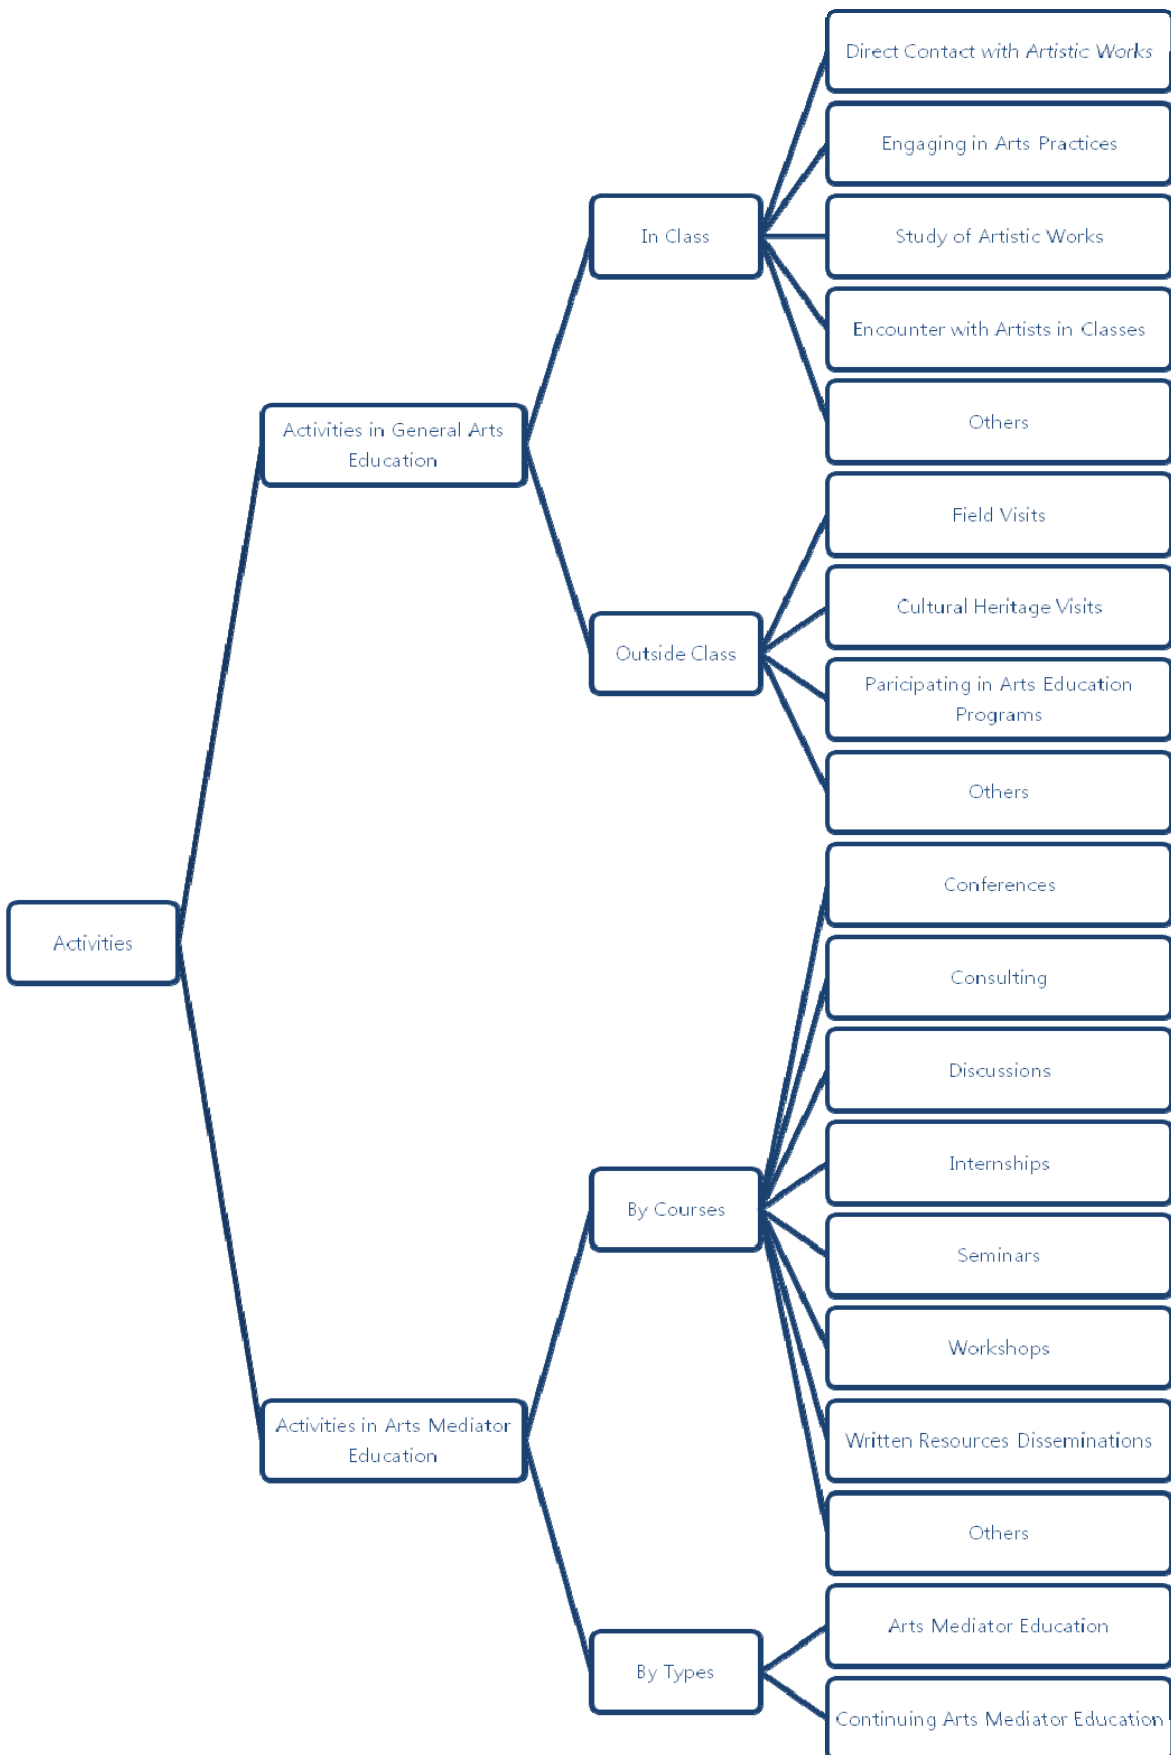 Direct Contact with Artistic Works
Engaging in Arts Practices
In Class
Study of Artistic Works
Encounter with Artists in Classes
Others
Activities in General Arts
Education
Field Visits
Cultural Heritage Visits
Outside Class
Paricipating in Arts Education
Programs
Others
Conferences
Activities
Consulting
Discussions
Internships
By Courses
Seminars
Workshops
Activities in Arts Mediator
Education
Written Resources Disseminations
Others
Arts Mediator Education
By Types
Continuing Arts Mediator Education